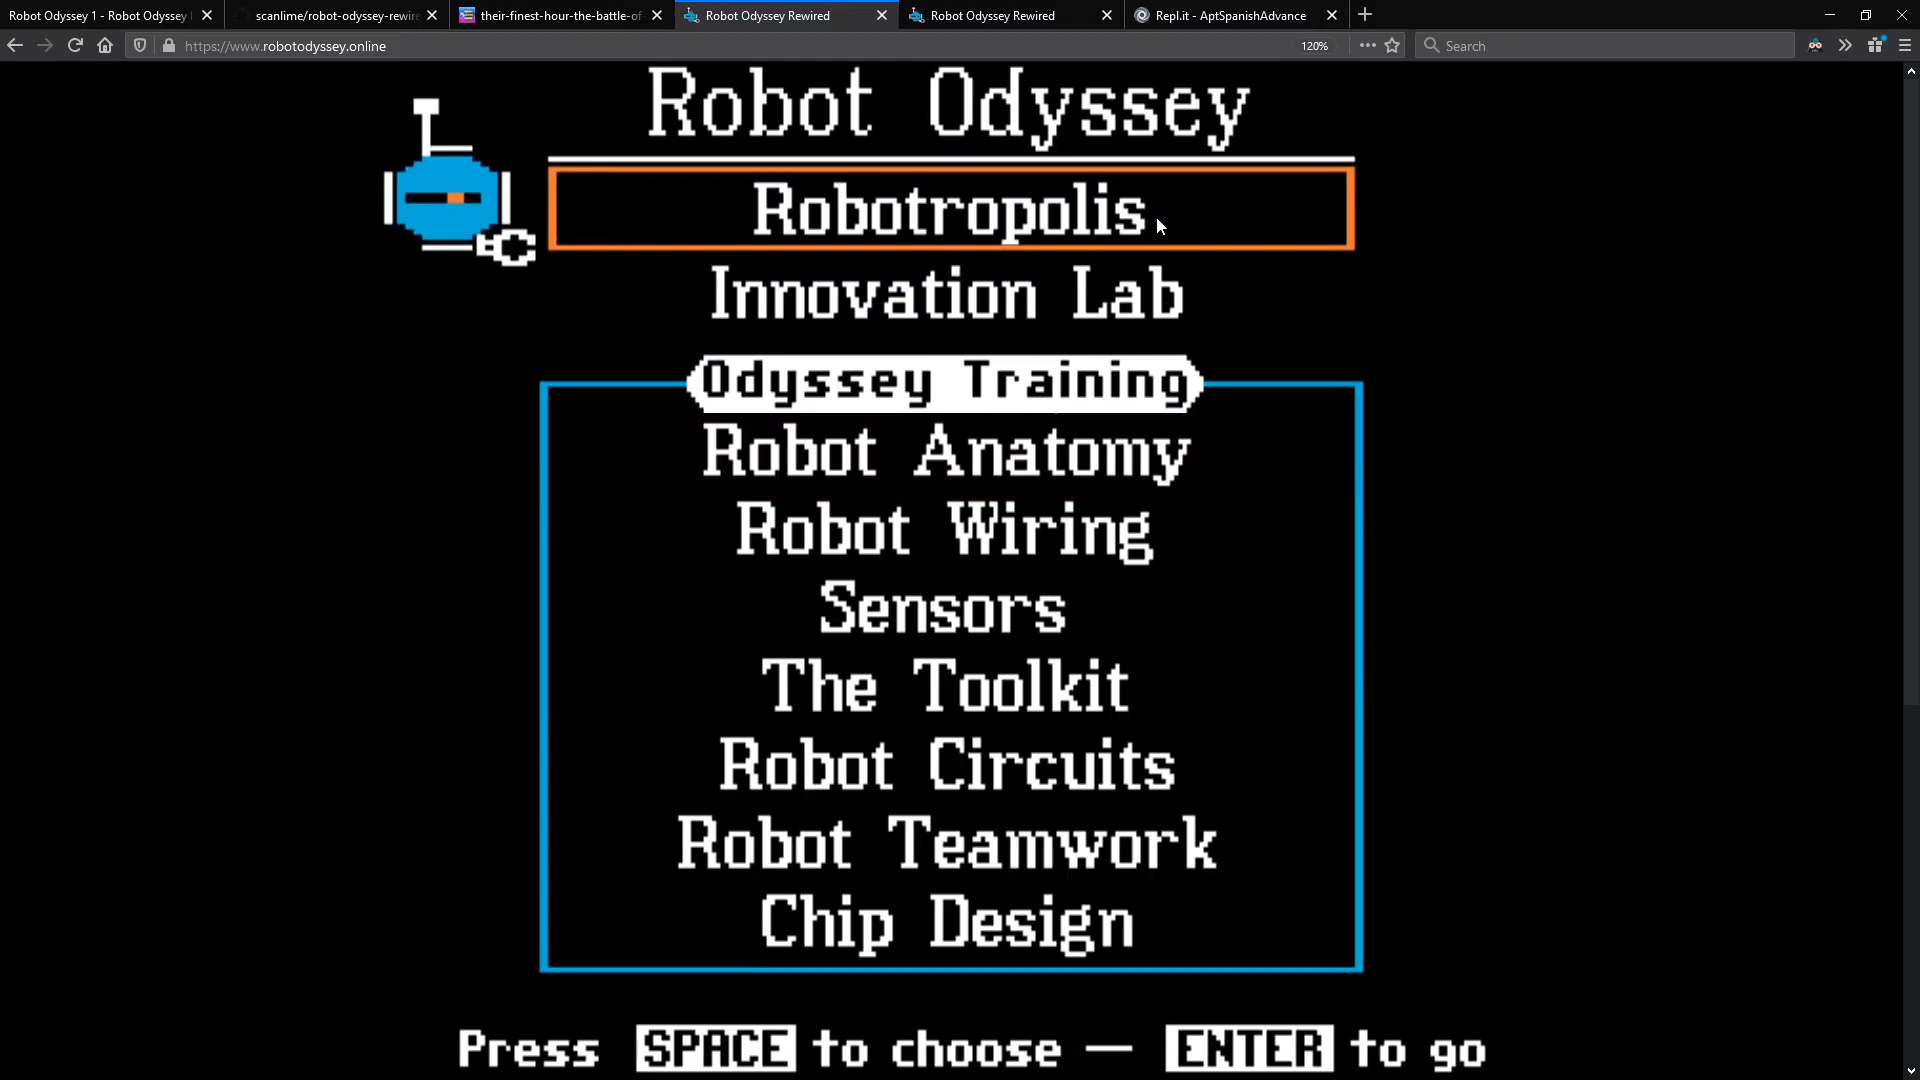 Robot Odyssey 1 - Robot Odyssey
scanlime/robot-odyssey-rewire
their-finest-hour-the-battle-of
Robot Odyssey Rewired
Robot Odyssey Rewired
Repl.it - AptSpanishAdvance
https://www.robotodyssey.online
120%
Search
Robot Odyssey
Robotropolis
Innovation Lab
Odyssey Training
Robot Anatomy
Robot Wiring
Sensors
The Toolkit
Robot Circuits
Robot Teamwork
Chip Design
Press SPACE to choose — ENTER to go